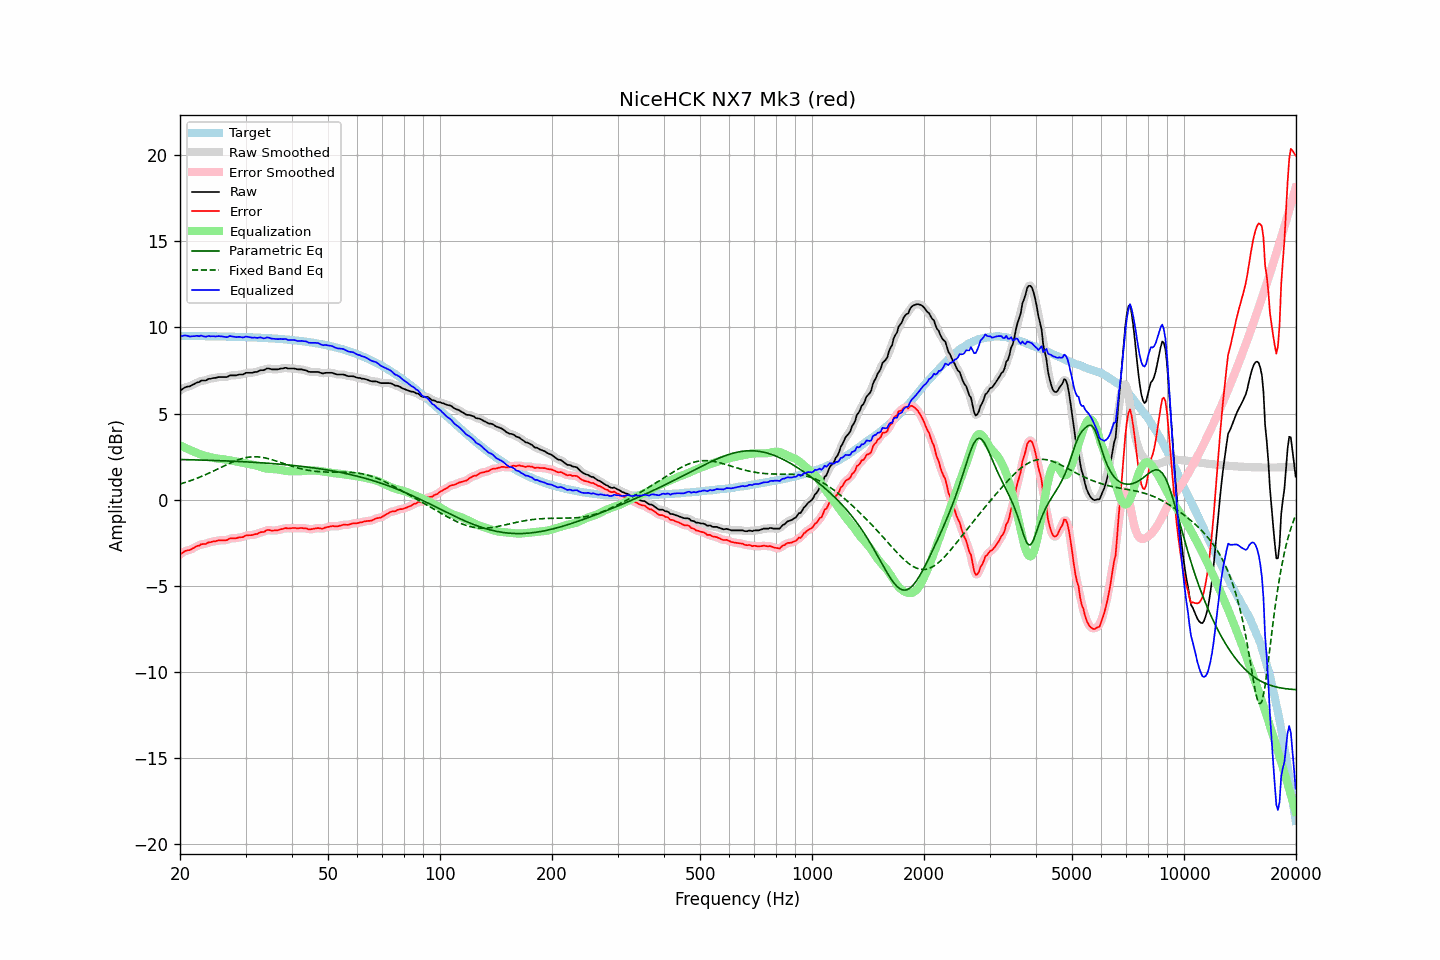 NiceHCK NX7 Mk3 (red)
Target
Raw Smoothed
Error Smoothed
Raw
Error
Equalization
Parametric Eq
Fixed Band Eq
Equalized
20
15
10
5
0
−5
−10
−15
−20
Amplitude (dBr)
20 50 100 200 500 1000 2000 5000 10000 20000
Frequency (Hz)